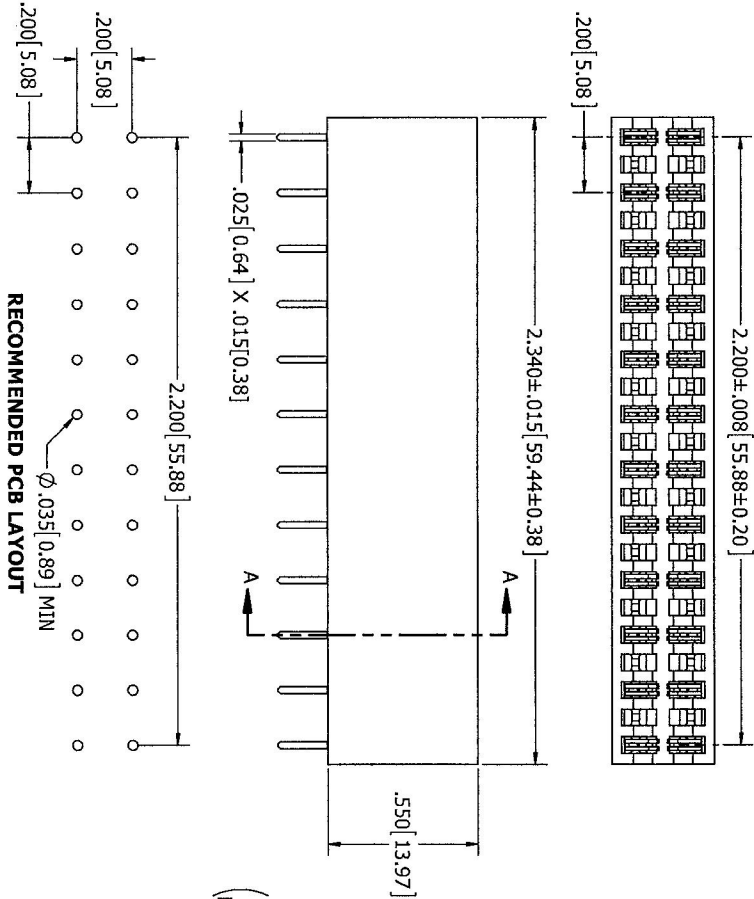 2.200±.008[55.88±0.20]
.200[5.08]
2.340±.015[59.44±0.38]
.550[13.97]
A
A
.025[0.64] X .015[0.38]
2.200[55.88]
.200[5.08]
.200[5.08]
Ø.035[0.89] MIN
RECOMMENDED PCB LAYOUT